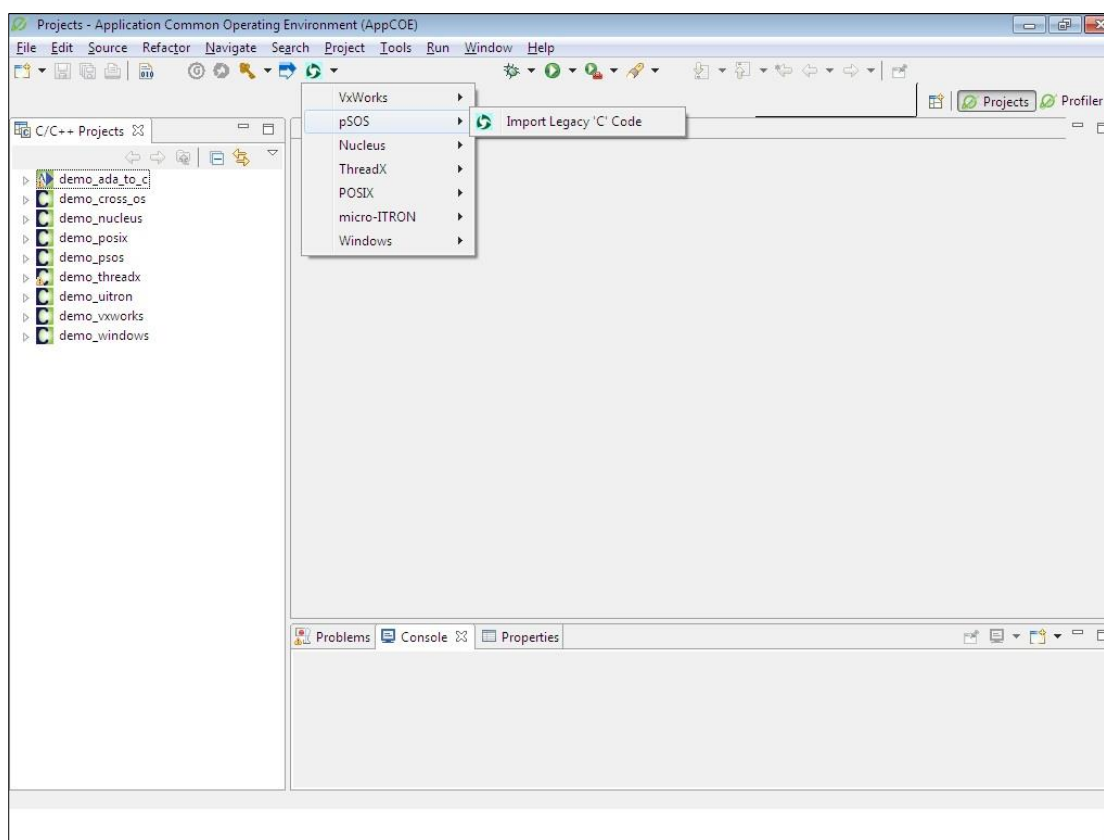 Projects - Application Common Operating Environment (AppCOE)
File Edit Source Refactor Navigate Search Project Tools Run Window Help
Projects Profiler
C/C++ Projects
demo_ada_to_c
demo_cross_os
demo_nucleus
demo_posix
demo_psos
demo_threadx
demo_uitron
demo_vxworks
demo_windows
VxWorks
pSOS
Nucleus
ThreadX
POSIX
micro-ITRON
Windows
Import Legacy 'C' Code
Problems Console Properties